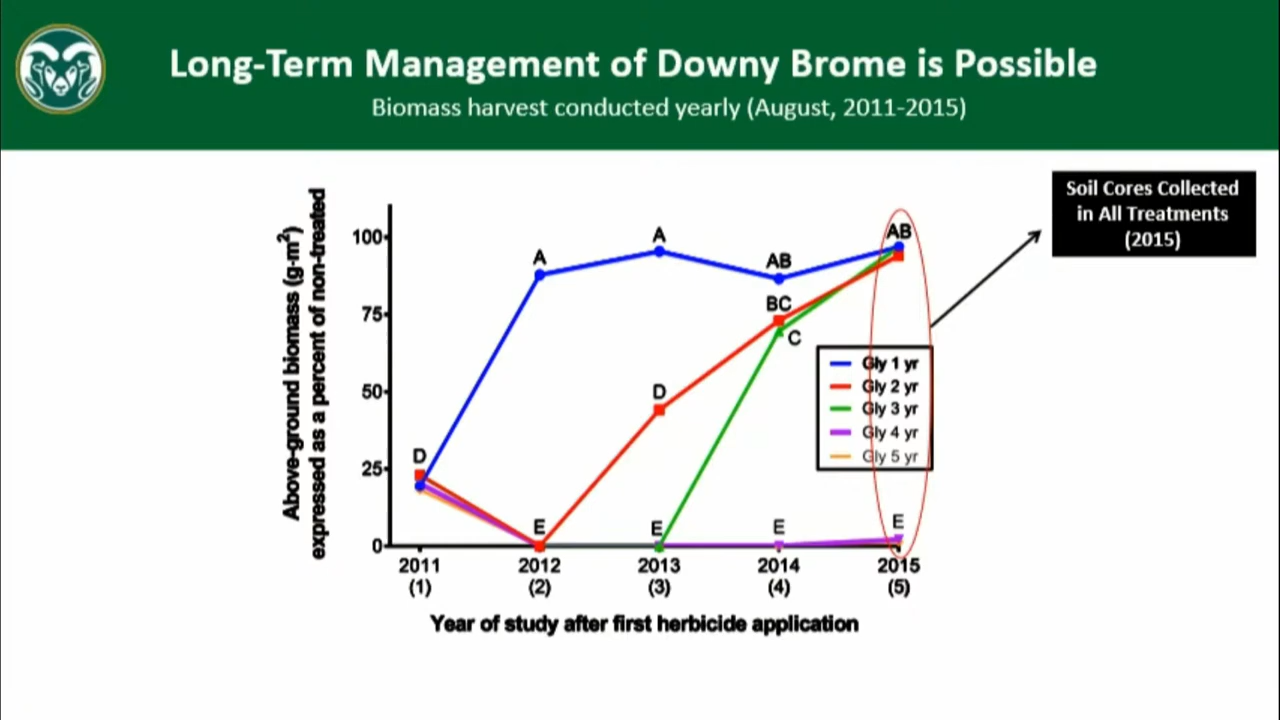 Long-Term Management of Downy Brome is Possible
Biomass harvest conducted yearly (August, 2011-2015)
Soil Cores Collected
in All Treatments
(2015)
Above-ground biomass (g·m²)
expressed as a percent of non-treated
100
75
50
25
0
D
A
A
AB
AB
BC
C
D
E
E
E
E
Gly 1 yr
Gly 2 yr
Gly 3 yr
Gly 4 yr
Gly 5 yr
2011 2012 2013 2014 2015
(1) (2) (3) (4) (5)
Year of study after first herbicide application